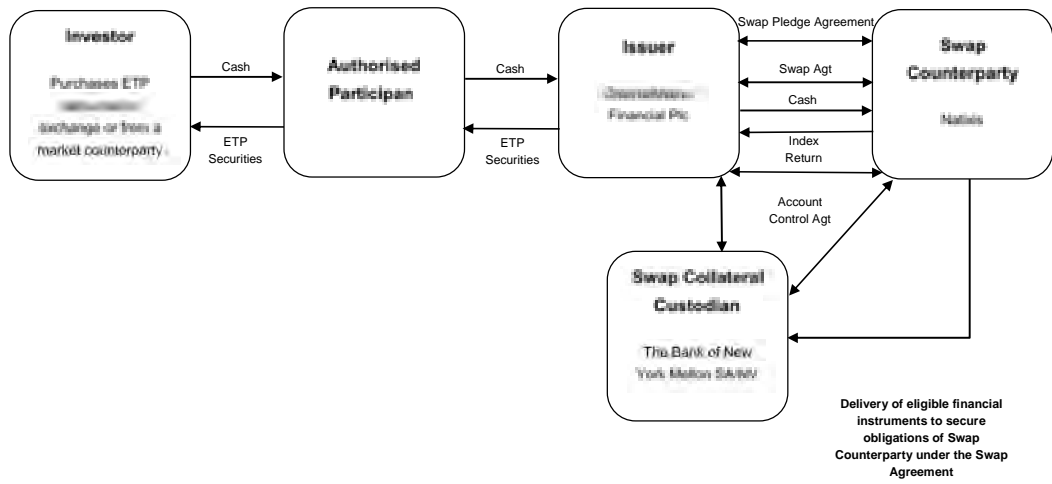 Investor
Purchases ETP
exchange or from a
market counterparty.
Cash
ETP
Securities
Authorised
Participan
Cash
ETP
Securities
Issuer
Financial Plc
Swap Pledge Agreement
Swap Agt
Cash
Index
Return
Account
Control Agt
Swap
Counterparty
Natixis
Swap Collateral
Custodian
The Bank of New
York Mellon SA/NV
Delivery of eligible financial
instruments to secure
obligations of Swap
Counterparty under the Swap
Agreement